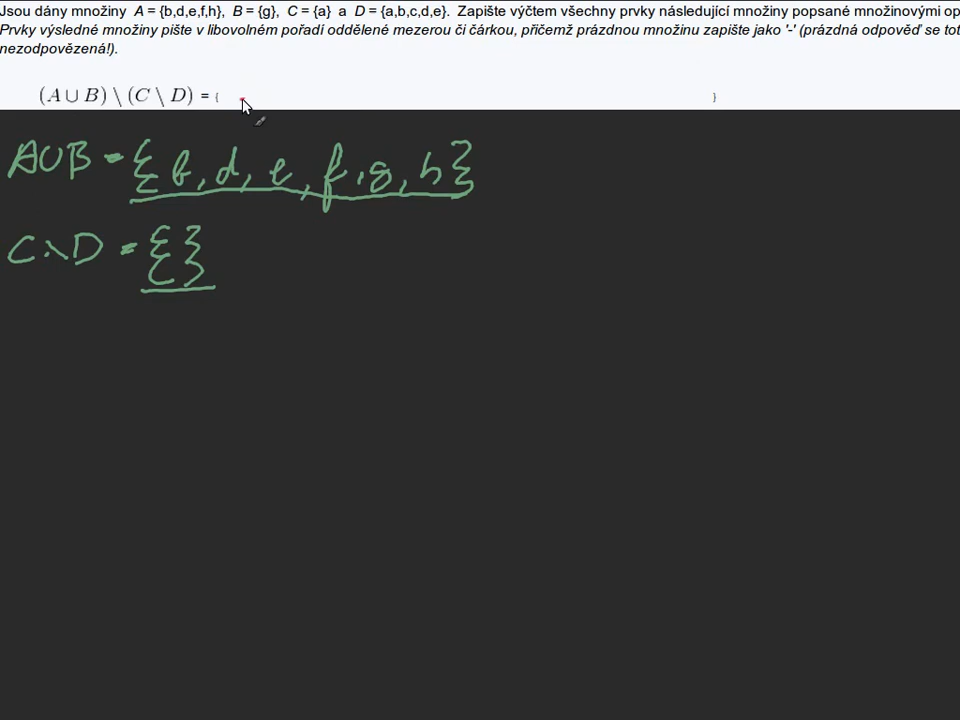 Jsou dány množiny A = {b,d,e,f,h}, B = {g}, C = {a} a D = {a,b,c,d,e}. Zapište výčtem všechny prvky následující množiny popsané množinovými op
Prvky výsledné množiny pište v libovolném pořadí oddělené mezerou či čárkou, přičemž prázdnou množinu zapište jako '-' (prázdná odpověď se tot
nezodpovězená!).
(A ∪ B) \ (C \ D) = { }
A∪B = { b, d, e, f, g, h }
C \ D = { }